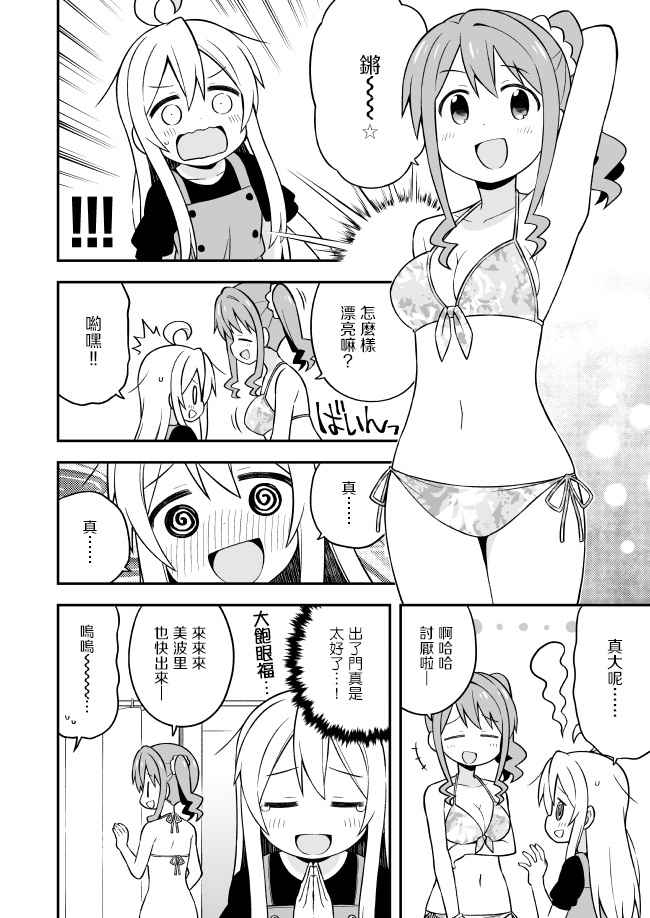 鏘～～～☆
!!!
怎麼樣
漂亮嘛?
喲嘿!!
ばいんっ
真……
真……
真大呢……
啊哈哈
討厭啦—
出了門真是
太好了…!
大飽眼福…
來來來
美波里
也快出來—
嗚嗚～～～～…